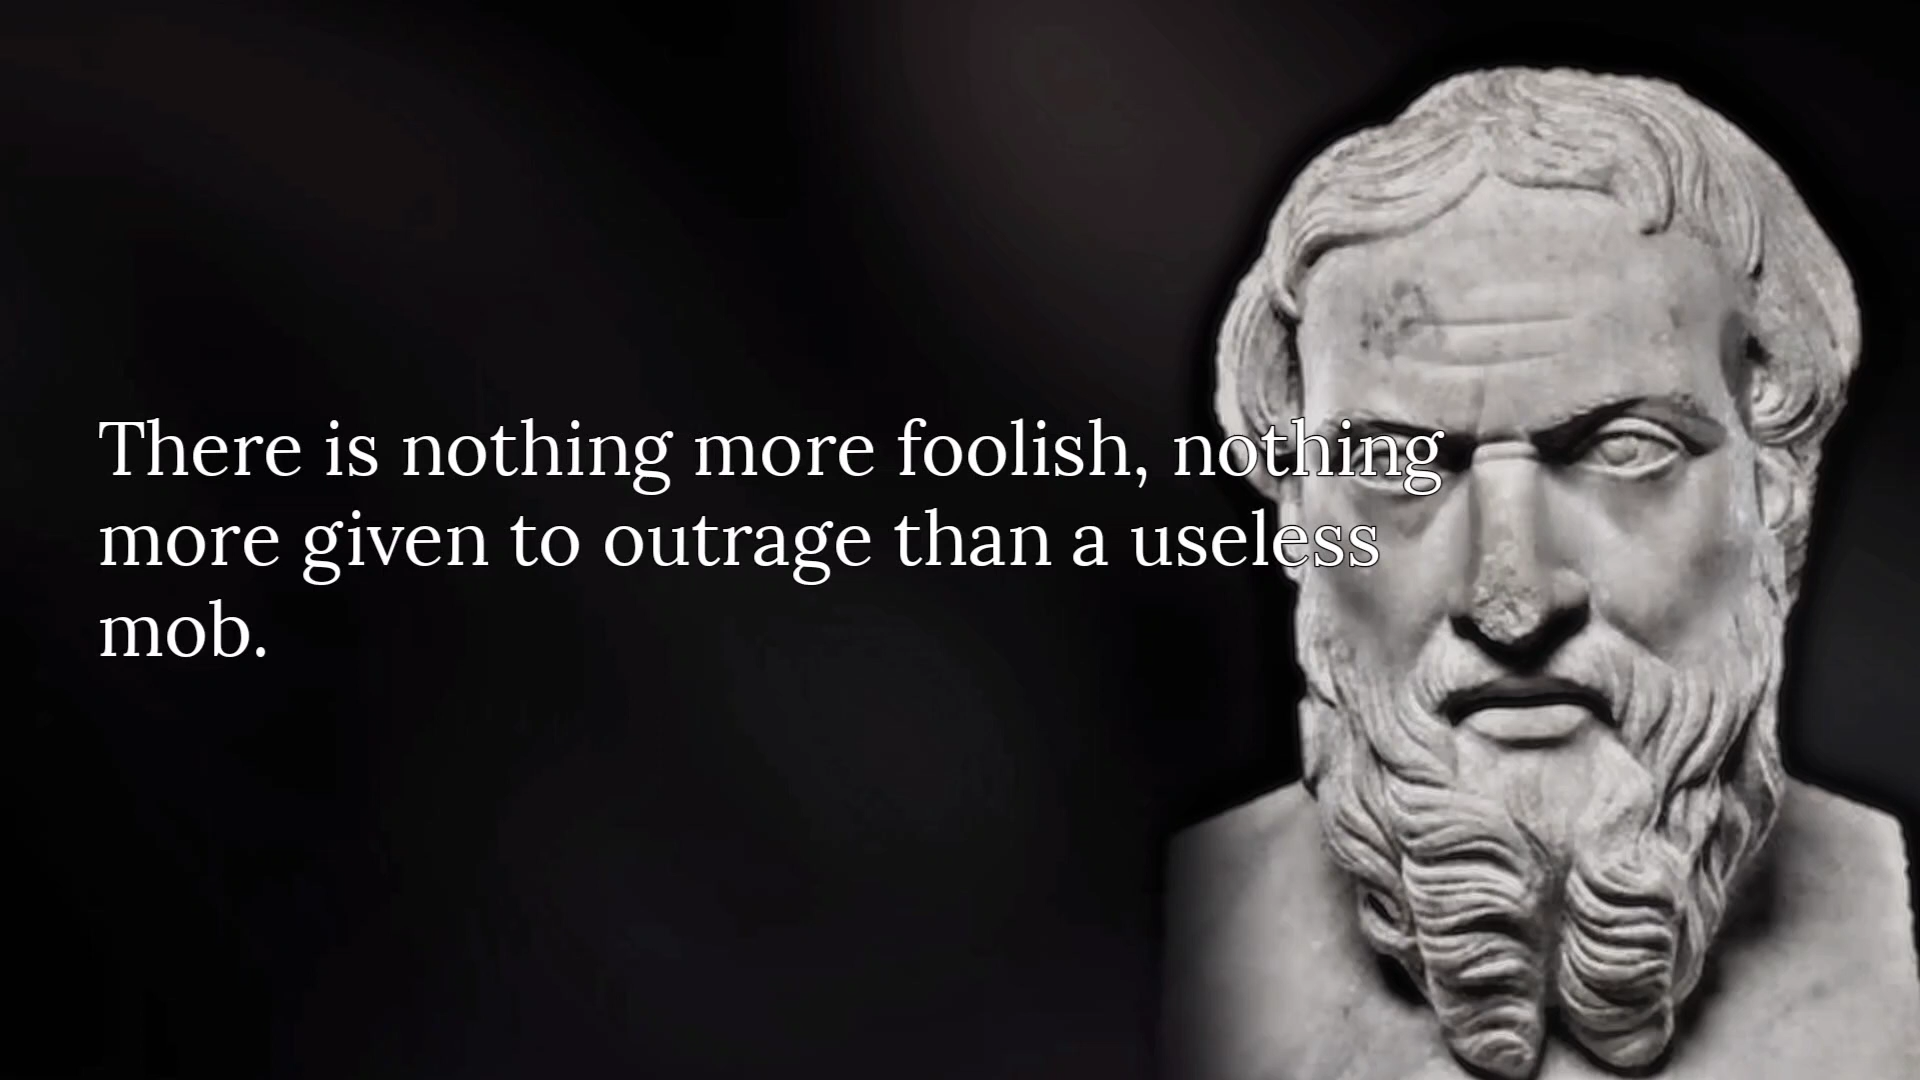 There is nothing more foolish, nothing
more given to outrage than a useless
mob.